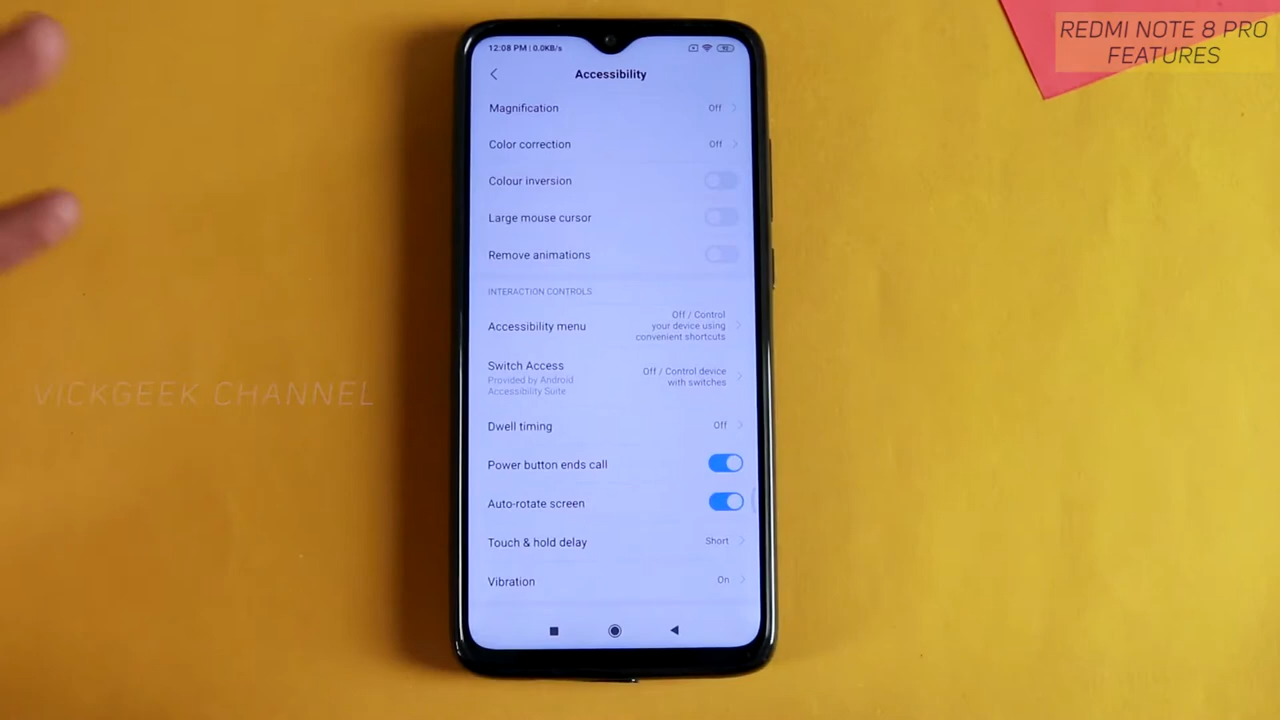 REDMI NOTE 8 PRO
FEATURES
12:08 PM | 0.0KB/s
92
Accessibility
Magnification Off
Color correction Off
Colour inversion
Large mouse cursor
Remove animations
INTERACTION CONTROLS
Accessibility menu
Off / Control
your device using
convenient shortcuts
Switch Access
Provided by Android
Accessibility Suite
Off / Control device
with switches
VICKGEEK CHANNEL
Dwell timing Off
Power button ends call
Auto-rotate screen
Touch & hold delay Short
Vibration On